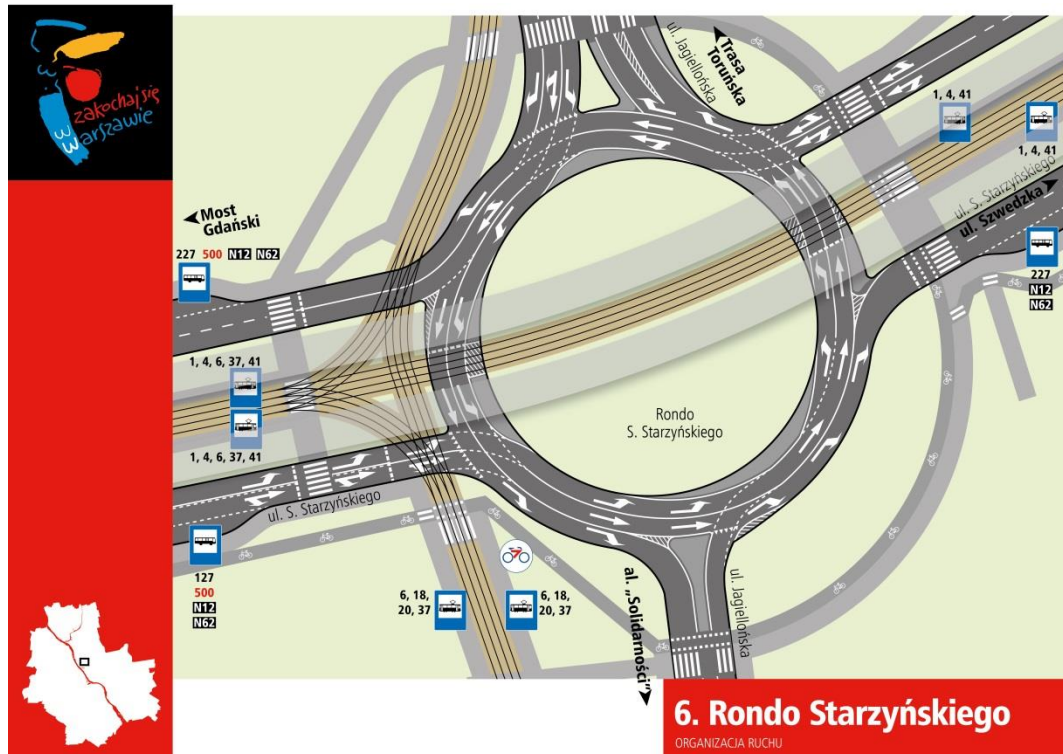 zakochaj się
w Warszawie
ul. Jagiellońska
Trasa
Toruńska
1, 4, 41
1, 4, 41
ul. S. Starzyńskiego
ul. Szwedzka
Most
Gdański
227 500 N12 N62
227
N12
N62
1, 4, 6, 37, 41
1, 4, 6, 37, 41
Rondo
S. Starzyńskiego
ul. S. Starzyńskiego
127
500
N12
N62
6, 18,
20, 37
6, 18,
20, 37
al. „Solidarności”
ul. Jagiellońska
6. Rondo Starzyńskiego
ORGANIZACJA RUCHU